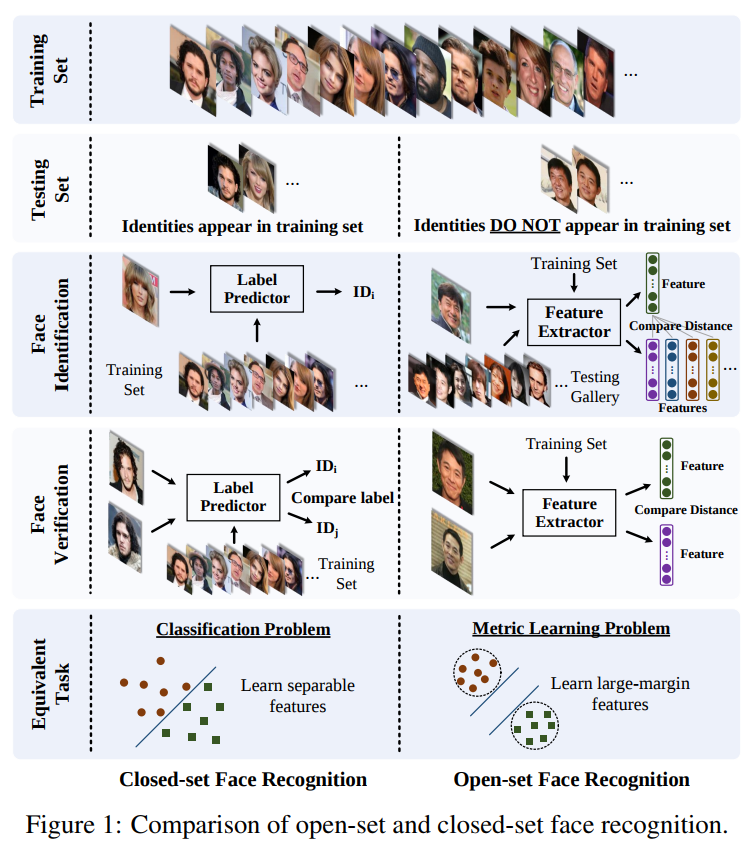 Training
Set
...
Testing
Set
...
Identities appear in training set
...
Identities DO NOT appear in training set
Face
Identification
Label
Predictor
IDi
Training
Set
...
Training Set
Feature
Extractor
Feature
Compare Distance
... Testing
Gallery
...
Features
Face
Verification
Label
Predictor
IDi
Compare label
IDj
... Training
Set
Training Set
Feature
Extractor
Feature
Compare Distance
Feature
Equivalent
Task
Classification Problem
Learn separable
features
Metric Learning Problem
Learn large-margin
features
Closed-set Face Recognition
Open-set Face Recognition
Figure 1: Comparison of open-set and closed-set face recognition.